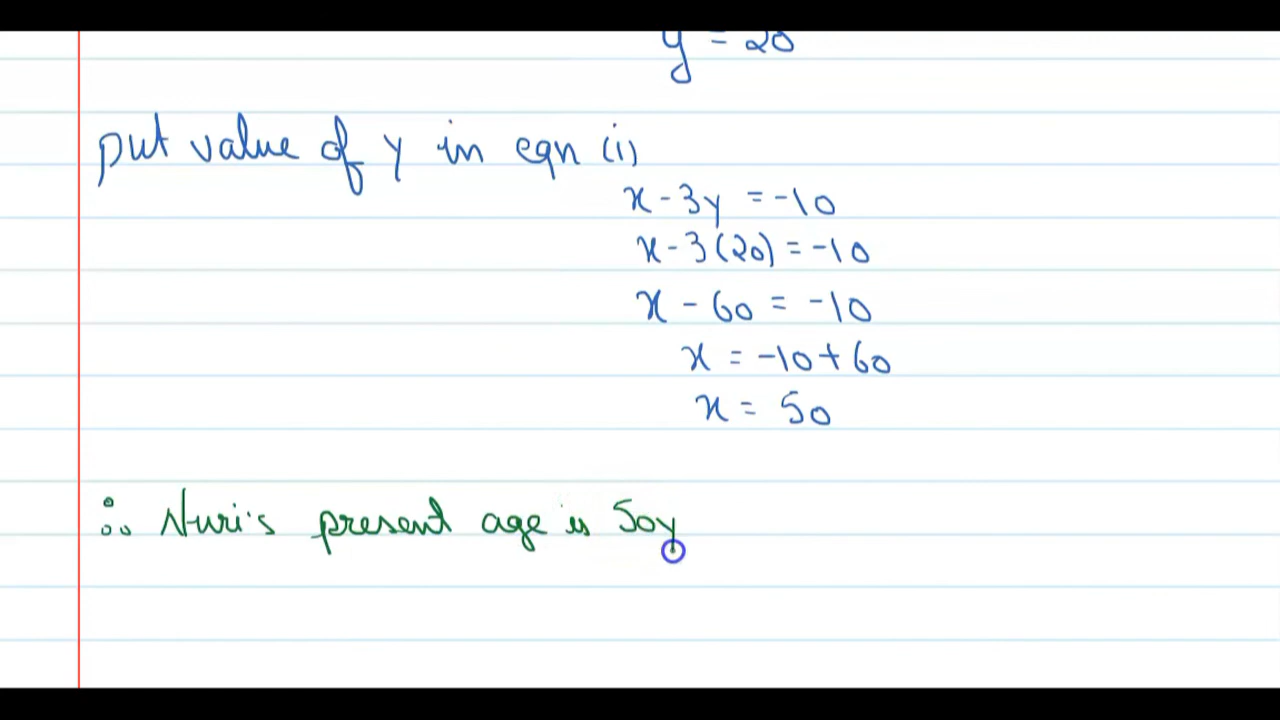 y = 20
put value of y in eqn (i)
x - 3y = -10
x - 3(20) = -10
x - 60 = -10
x = -10 + 60
x = 50
∴ Nuri's present age is 50y